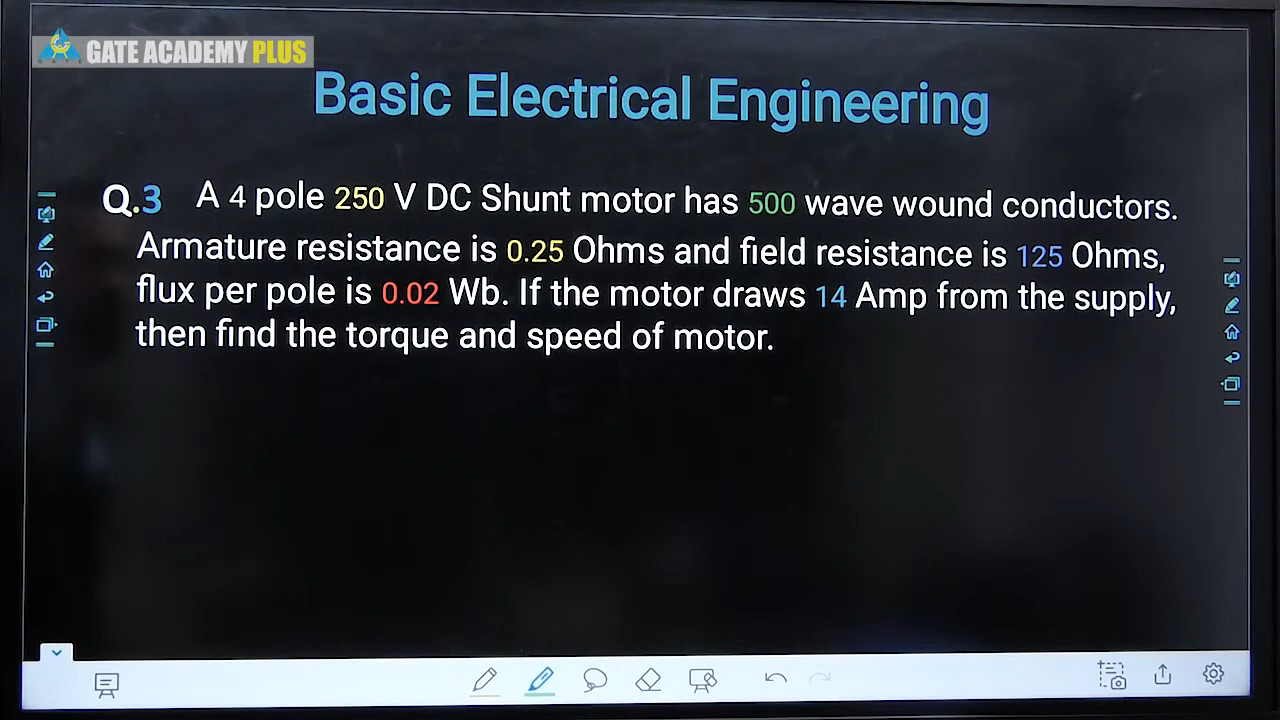 GATE ACADEMY PLUS
Basic Electrical Engineering
Q.3 A 4 pole 250 V DC Shunt motor has 500 wave wound conductors.
Armature resistance is 0.25 Ohms and field resistance is 125 Ohms,
flux per pole is 0.02 Wb. If the motor draws 14 Amp from the supply,
then find the torque and speed of motor.